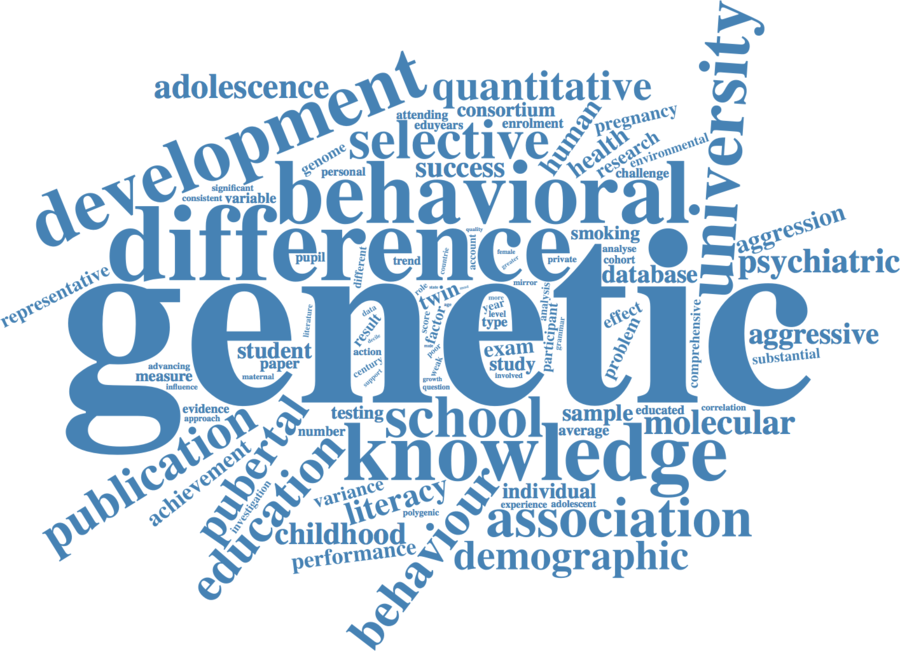 university
adolescence
development
quantitative
consortium
attending
eduyears
enrolment
human
pregnancy
selective
health
research
environmental
genome
personal
success
challenge
significant
consistent
variable
behavioral
difference
pupil
different
trend
account
quality
female
greater
private
smoking
analyse
cohort
database
aggression
psychiatric
representative
genetic
literature
data
result
action
century
support
role
twin
score
factor
poor
weak
growth
question
mirror
more
year
level
type
exam
study
involved
analysis
participant
grammar
effect
problem
comprehensive
aggressive
substantial
student
paper
maternal
advancing
measure
influence
evidence
approach
publication
achievement
pubertal
investigation
education
number
testing
school
sample
educated
correlation
average
molecular
knowledge
variance
literacy
polygenic
childhood
performance
behaviour
individual
experience
adolescent
association
demographic